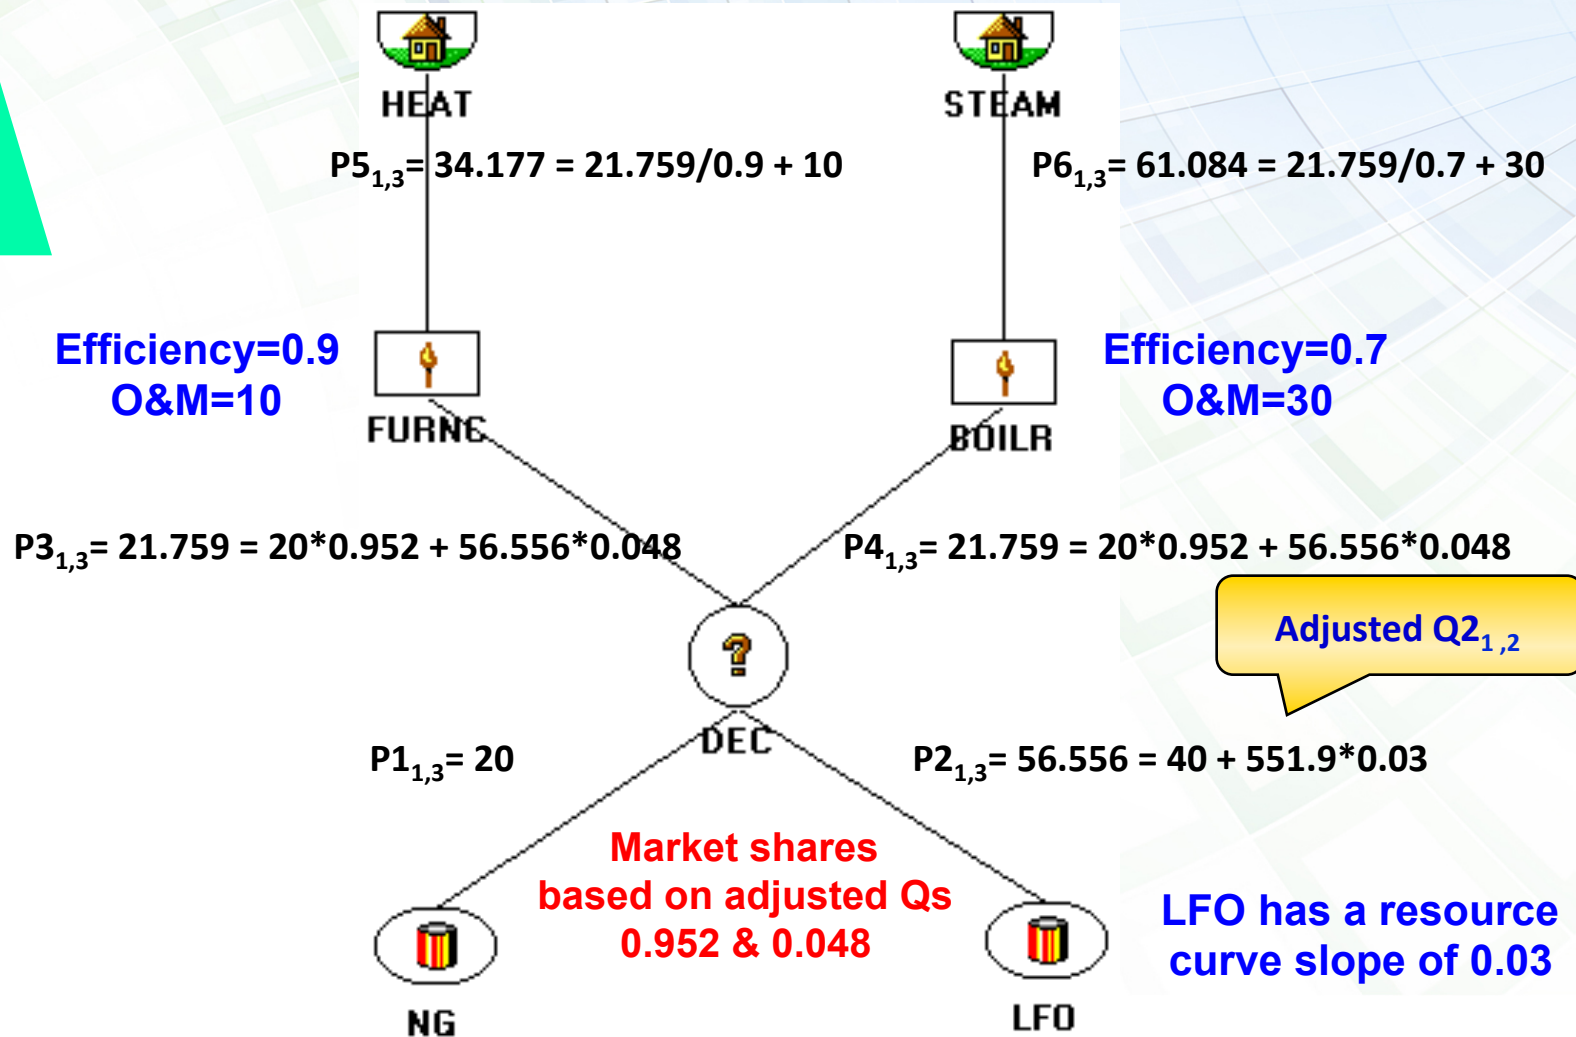 HEAT
STEAM
P5₁,₃= 34.177 = 21.759/0.9 + 10
P6₁,₃= 61.084 = 21.759/0.7 + 30
Efficiency=0.9
O&M=10
Efficiency=0.7
O&M=30
FURNC
BOILR
P3₁,₃= 21.759 = 20*0.952 + 56.556*0.048
P4₁,₃= 21.759 = 20*0.952 + 56.556*0.048
Adjusted Q2₁ ,₂
?
DEC
P1₁,₃= 20
P2₁,₃= 56.556 = 40 + 551.9*0.03
Market shares
based on adjusted Qs
0.952 & 0.048
LFO has a resource
curve slope of 0.03
NG
LFO